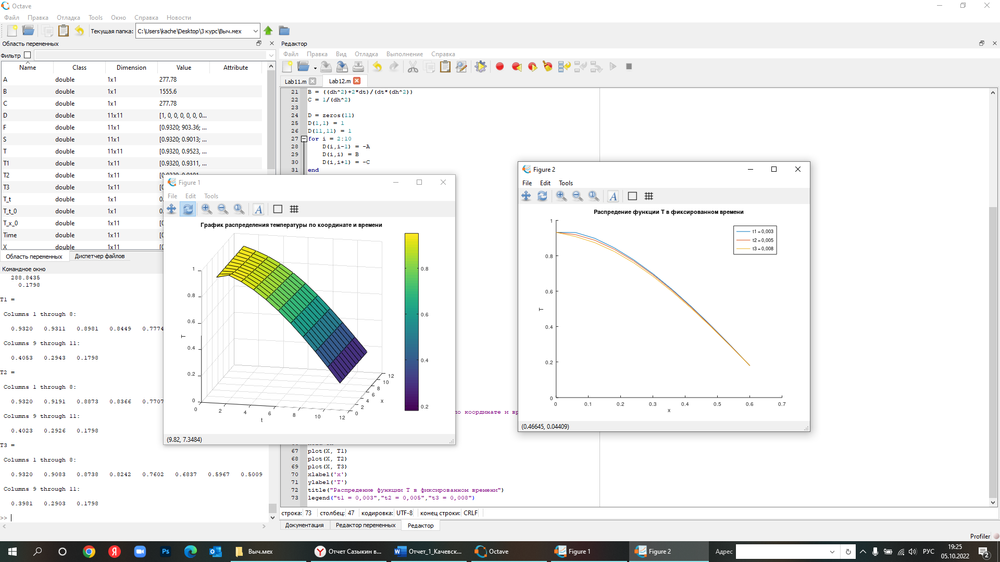 Octave
Файл Правка Отладка Tools Окно Справка Новости
Текущая папка: C:\Users\kache\Desktop\3 курс\Выч.мех
Область переменных
Фильтр
Name Class Dimension Value Attribute
A double 1x1 277.78
B double 1x1 1555.6
C double 1x1 277.78
D double 11x11 [1, 0, 0, 0, 0, 0, 0...
F double 11x1 [0.9320; 903.36; ...
S double 11x1 [0.9320; 0.9013; ...
T double 11x11 [0.9320, 0.9523, ...
T1 double 1x11 [0.9320, 0.9311, ...
T2 double 1x11
T3 double 1x11
T_t double 1x1
T_t_0 double 1x1
T_x_0 double 1x11
Time double 1x11
X double 1x11
Область переменных Диспетчер файлов
Командное окно
288.8435
0.1798
T1 =
Columns 1 through 8:
0.9320 0.9311 0.8981 0.8449 0.7774
Columns 9 through 11:
0.4053 0.2943 0.1798
T2 =
Columns 1 through 8:
0.9320 0.9191 0.8873 0.8366 0.7707
Columns 9 through 11:
0.4023 0.2926 0.1798
T3 =
Columns 1 through 8:
0.9320 0.9083 0.8738 0.8242 0.7602 0.6837 0.5967 0.5009
Columns 9 through 11:
0.3981 0.2903 0.1798
>>
Редактор
Файл Правка Вид Отладка Выполнение Справка
Lab11.m Lab12.m
21 B = ((dh^2)+2*dt)/(dt*(dh^2))
22 C = 1/(dh^2)
23
24 D = zeros(11)
25 D(1,1) = 1
26 D(11,11) = 1
27 for i = 2:10
28 D(i,i-1) = -A
29 D(i,i) = B
30 D(i,i+1) = -C
31 end
по координате и вр
67 plot(X, T1)
68 plot(X, T2)
69 plot(X, T3)
70 xlabel('x')
71 ylabel('T')
72 title("Распредение функции Т в фиксированном времени")
73 legend("t1 = 0,003","t2 = 0,005","t3 = 0,008")
строка: 73 столбец: 47 кодировка: UTF-8 конец строки: CRLF
Документация Редактор переменных Редактор
Profiler
Figure 1
File Edit Tools
График распределения температуры по координате и времени
1
0.8
0.6
0.4
0.2
0
T
0 2 4 6 8 10 12
t
0 2 4 6 8 10 12
x
0.8
0.6
0.4
0.2
(9.82, 7.3484)
Figure 2
File Edit Tools
Распредение функции Т в фиксированном времени
t1 = 0,003
t2 = 0,005
t3 = 0,008
1
0.8
0.6
0.4
0.2
0
T
0 0.1 0.2 0.3 0.4 0.5 0.6 0.7
x
(0.46645, 0.04409)
Выч.мех Отчет Сазыкин в... Отчет_1_Качевск... Octave Figure 1 Figure 2 Адрес РУС 19:25
05.10.2022
2